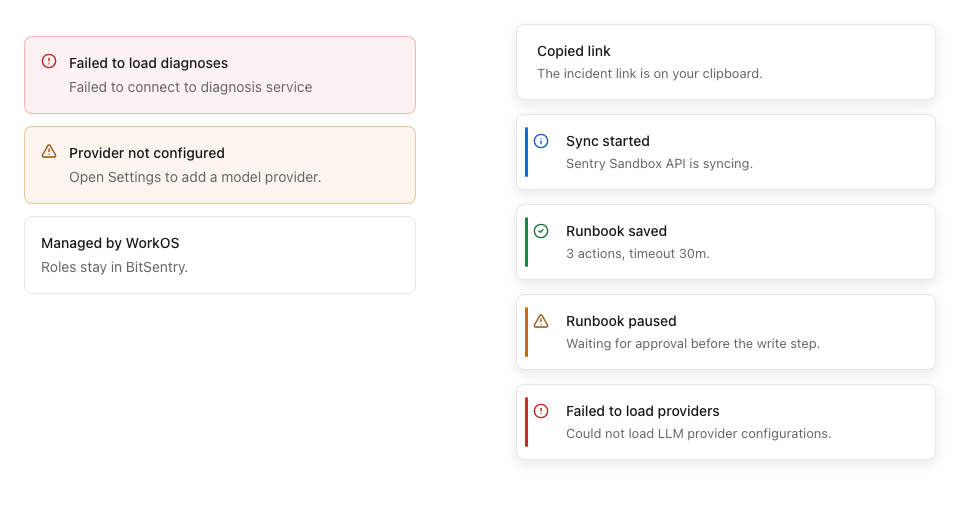 Failed to load diagnoses
Failed to connect to diagnosis service
Provider not configured
Open Settings to add a model provider.
Managed by WorkOS
Roles stay in BitSentry.
Copied link
The incident link is on your clipboard.
Sync started
Sentry Sandbox API is syncing.
Runbook saved
3 actions, timeout 30m.
Runbook paused
Waiting for approval before the write step.
Failed to load providers
Could not load LLM provider configurations.